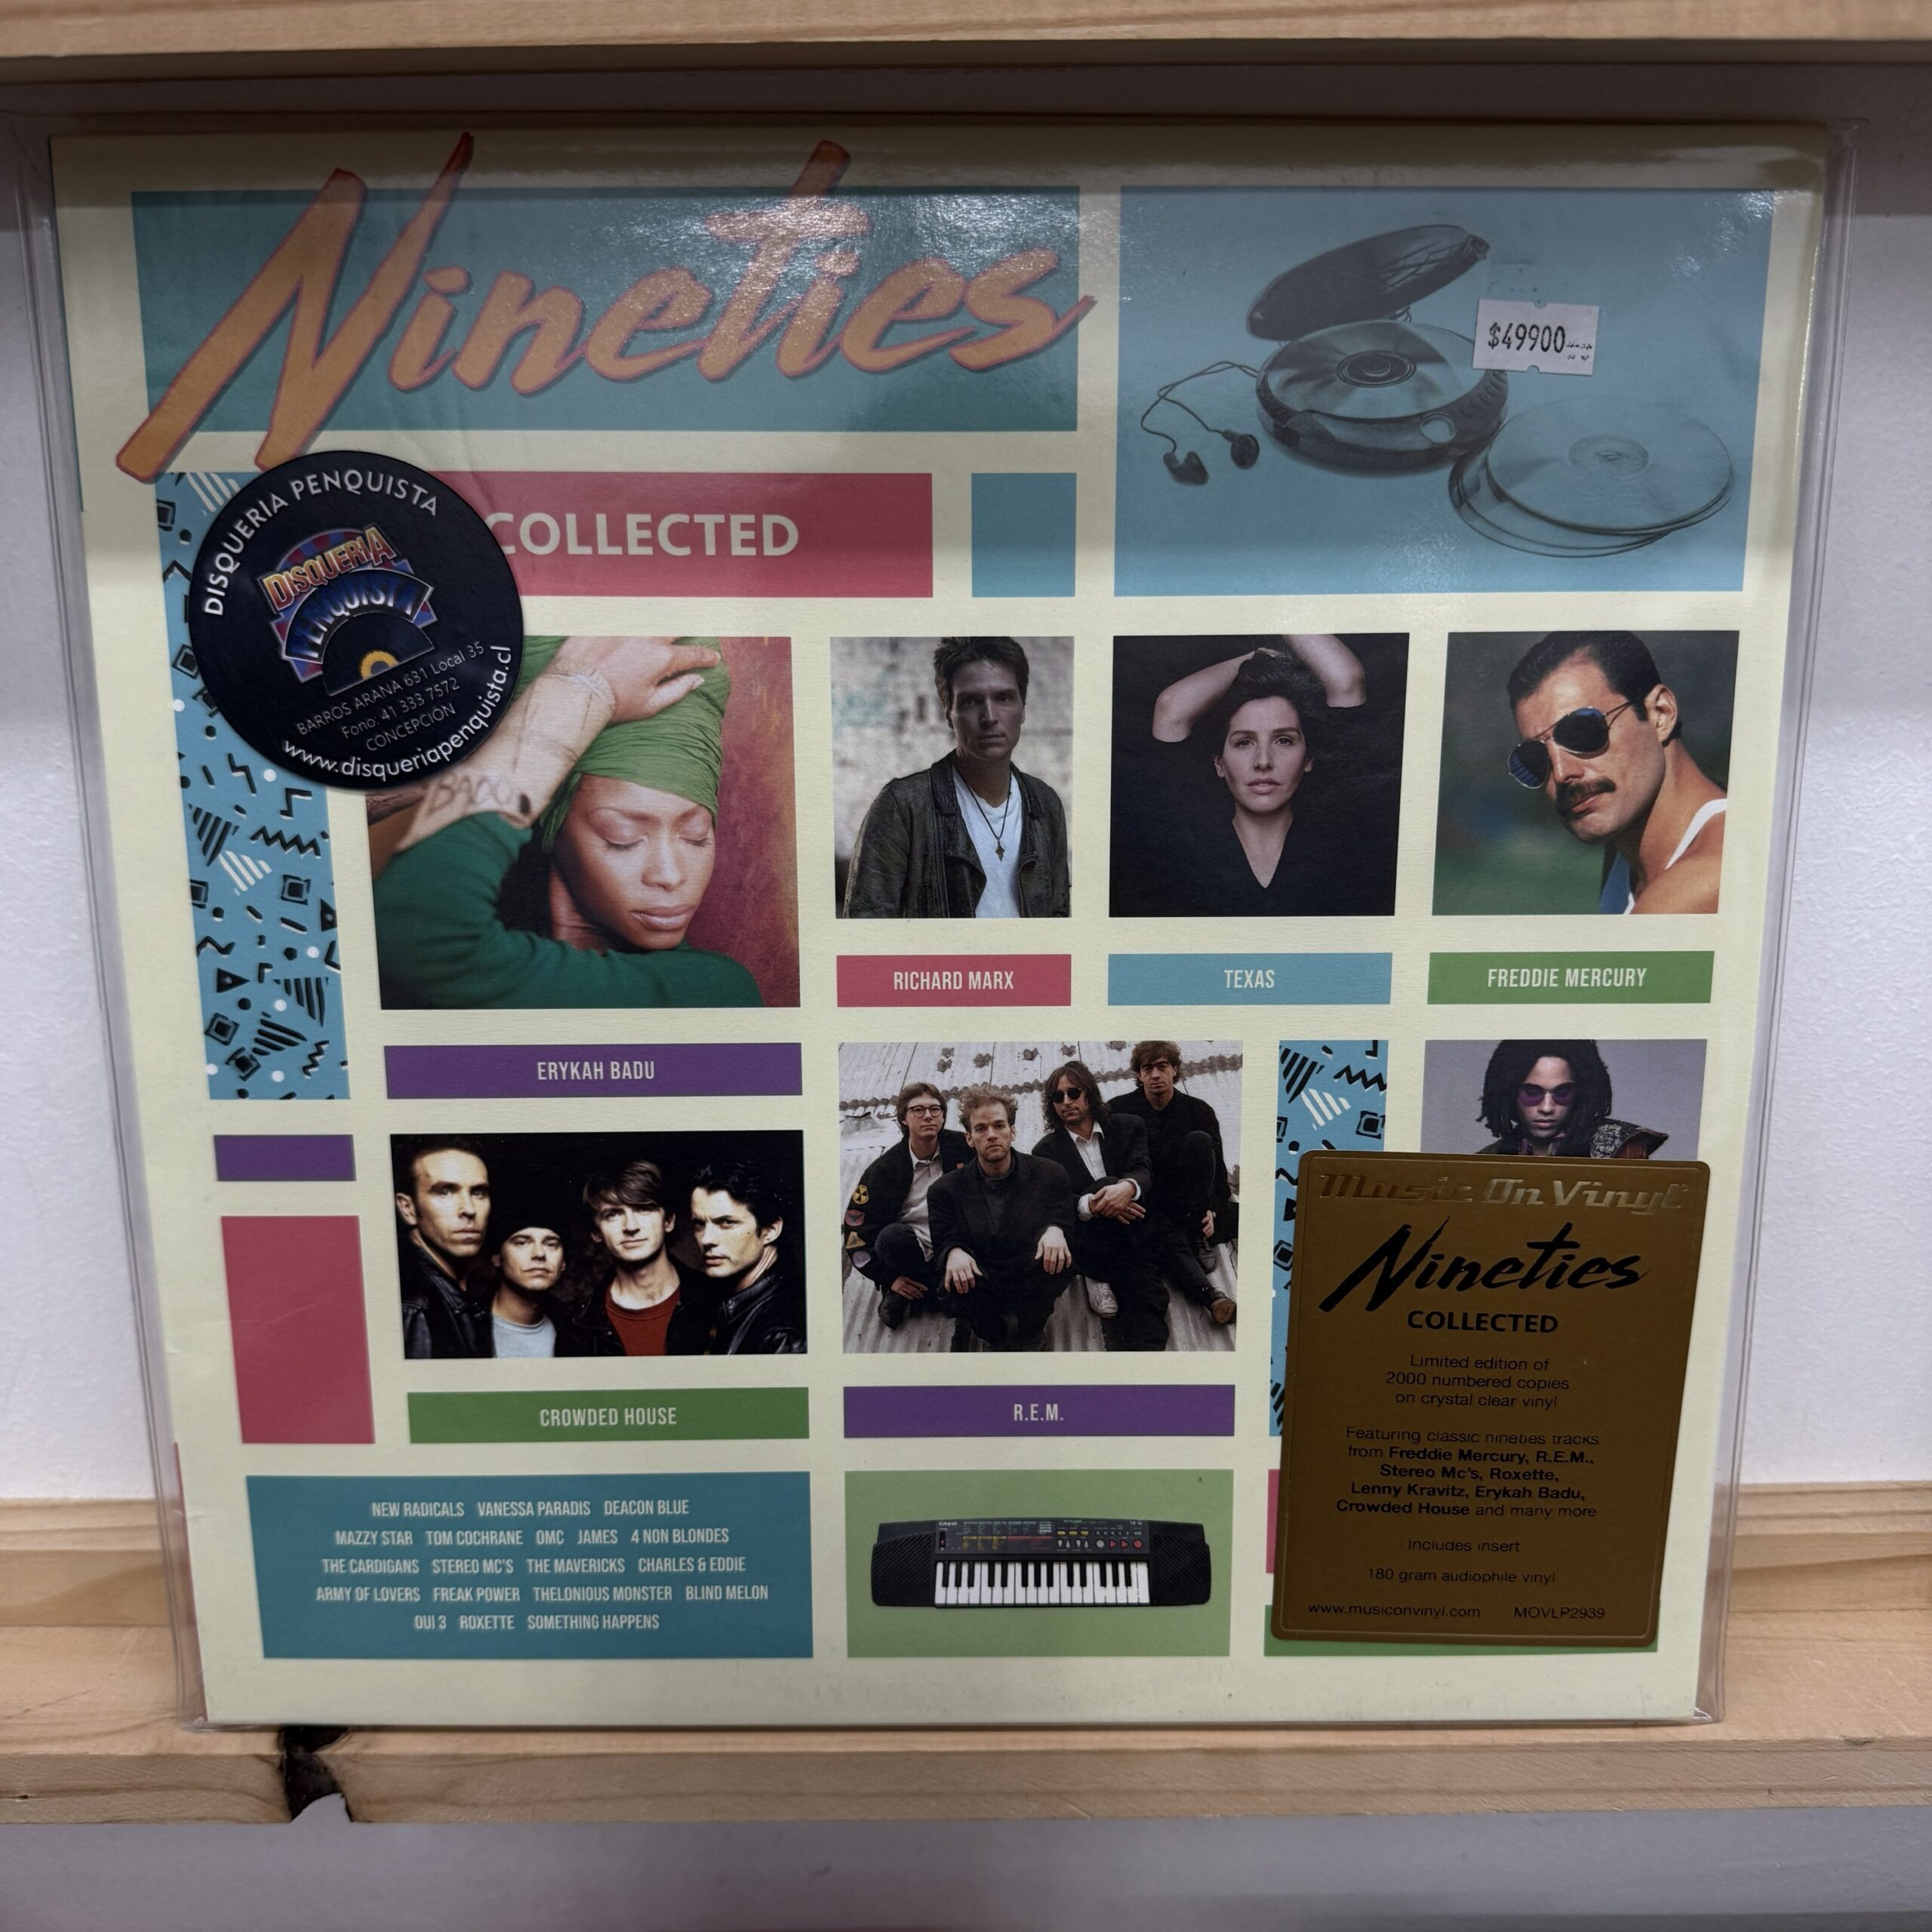 Nineties
$49900
COLLECTED
DISQUERIA PENQUISTA
DISQUERIA
PENQUISTA
BARROS ARANA 631 Local 35
Fono: 41 333 7572
CONCEPCIÓN
www.disqueriapenquista.cl
BADU
RICHARD MARX
TEXAS
FREDDIE MERCURY
ERYKAH BADU
CROWDED HOUSE
R.E.M.
NEW RADICALS VANESSA PARADIS DEACON BLUE
MAZZY STAR TOM COCHRANE OMC JAMES 4 NON BLONDES
THE CARDIGANS STEREO MC'S THE MAVERICKS CHARLES & EDDIE
ARMY OF LOVERS FREAK POWER THELONIOUS MONSTER BLIND MELON
OUI 3 ROXETTE SOMETHING HAPPENS
Music On Vinyl
Nineties
COLLECTED
Limited edition of
2000 numbered copies
on crystal clear vinyl
Featuring classic nineties tracks
from Freddie Mercury, R.E.M.,
Stereo Mc's, Roxette,
Lenny Kravitz, Erykah Badu,
Crowded House and many more
Includes insert
180 gram audiophile vinyl
www.musiconvinyl.com MOVLP2939